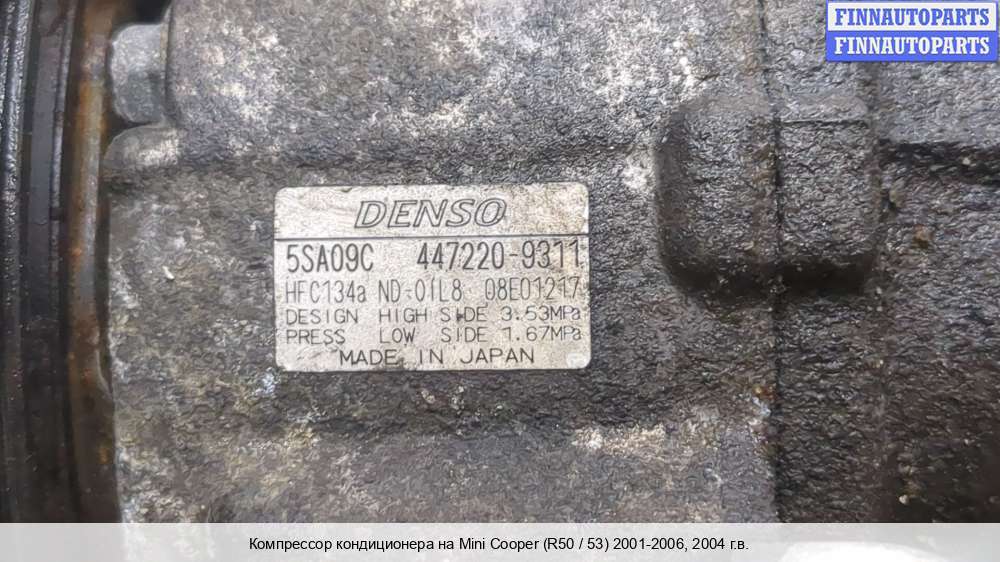 FINNAUTOPARTS
FINNAUTOPARTS
DENSO
5SA09C 447220-9311
HFC134a ND-OIL8 08E01217
DESIGN HIGH SIDE 3.53MPa
PRESS LOW SIDE 1.67MPa
MADE IN JAPAN
Компрессор кондиционера на Mini Cooper (R50 / 53) 2001-2006, 2004 г.в.